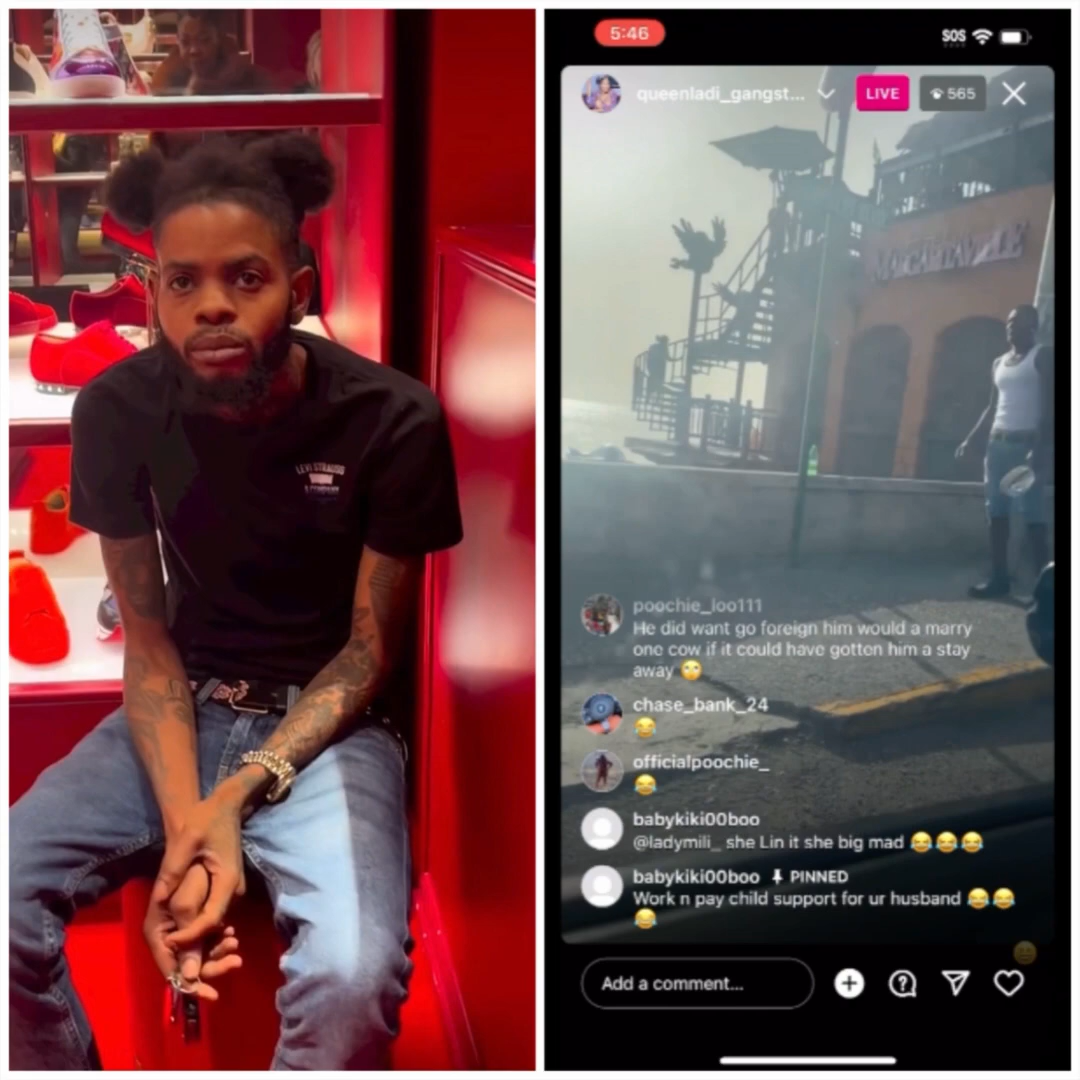 LEVI STRAUSS
& COMPANY
5:46
SOS
queenladi_gangst...
LIVE
565
MARGARITAVILLE
poochie_loo111
He did want go foreign him would a marry
one cow if it could have gotten him a stay
away 🙄
chase_bank_24
😂
officialpoochie_
😂
babykiki00boo
@ladymili_ she Lin it she big mad 😂😂😂
babykiki00boo PINNED
Work n pay child support for ur husband 😂😂
😂
Add a comment...